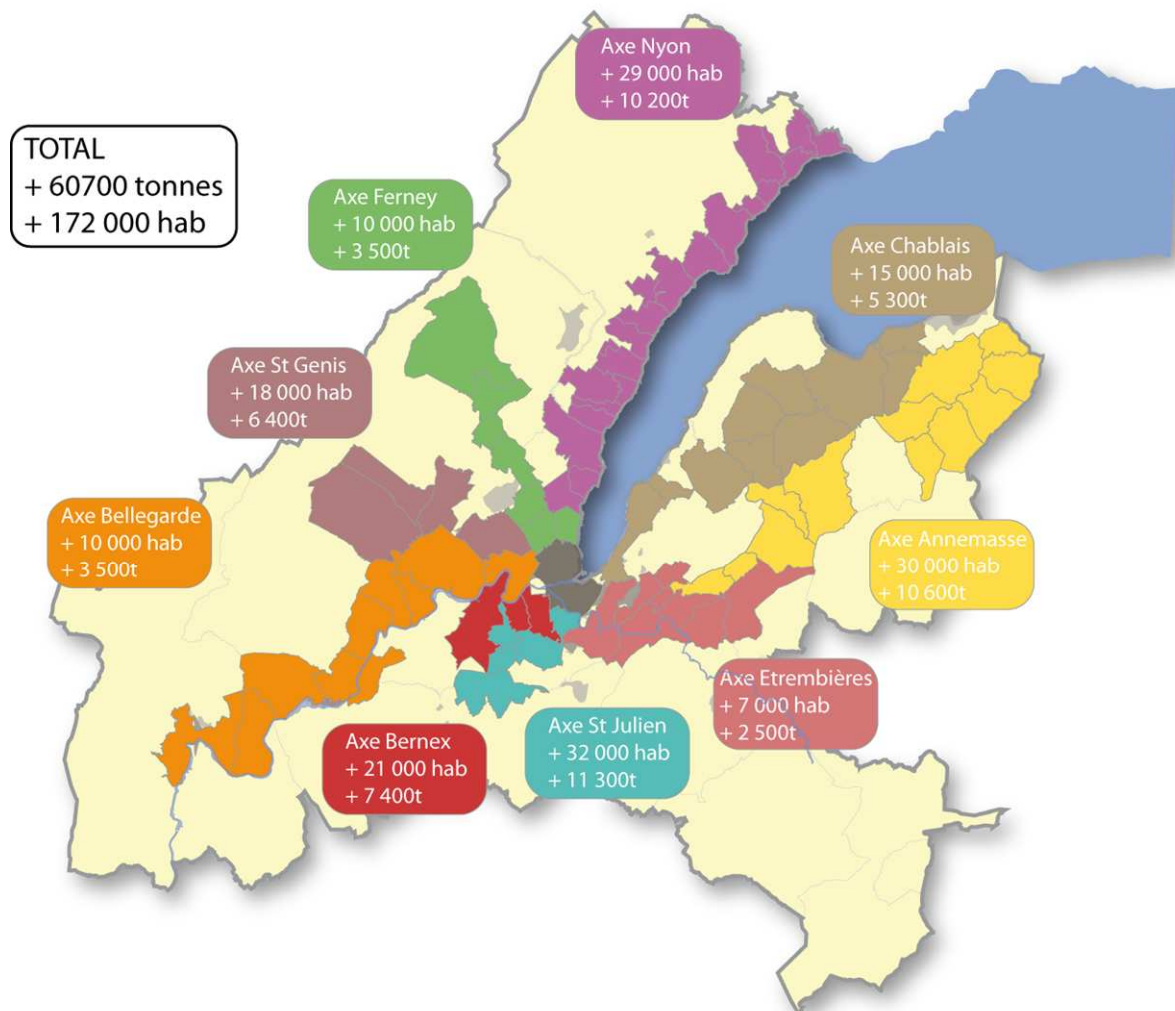 Axe Nyon
+ 29 000 hab
+ 10 200t
TOTAL
+ 60700 tonnes
+ 172 000 hab
Axe Ferney
+ 10 000 hab
+ 3 500t
Axe Chablais
+ 15 000 hab
+ 5 300t
Axe St Genis
+ 18 000 hab
+ 6 400t
Axe Bellegarde
+ 10 000 hab
+ 3 500t
Axe Annemasse
+ 30 000 hab
+ 10 600t
Axe Etrembières
+ 7 000 hab
+ 2 500t
Axe St Julien
+ 32 000 hab
+ 11 300t
Axe Bernex
+ 21 000 hab
+ 7 400t